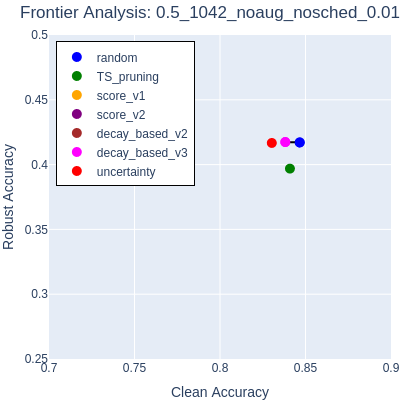 Frontier Analysis: 0.5_1042_noaug_nosched_0.01
0.5
0.45
0.4
0.35
0.3
0.25
Robust Accuracy
random
TS_pruning
score_v1
score_v2
decay_based_v2
decay_based_v3
uncertainty
0.7 0.75 0.8 0.85 0.9
Clean Accuracy